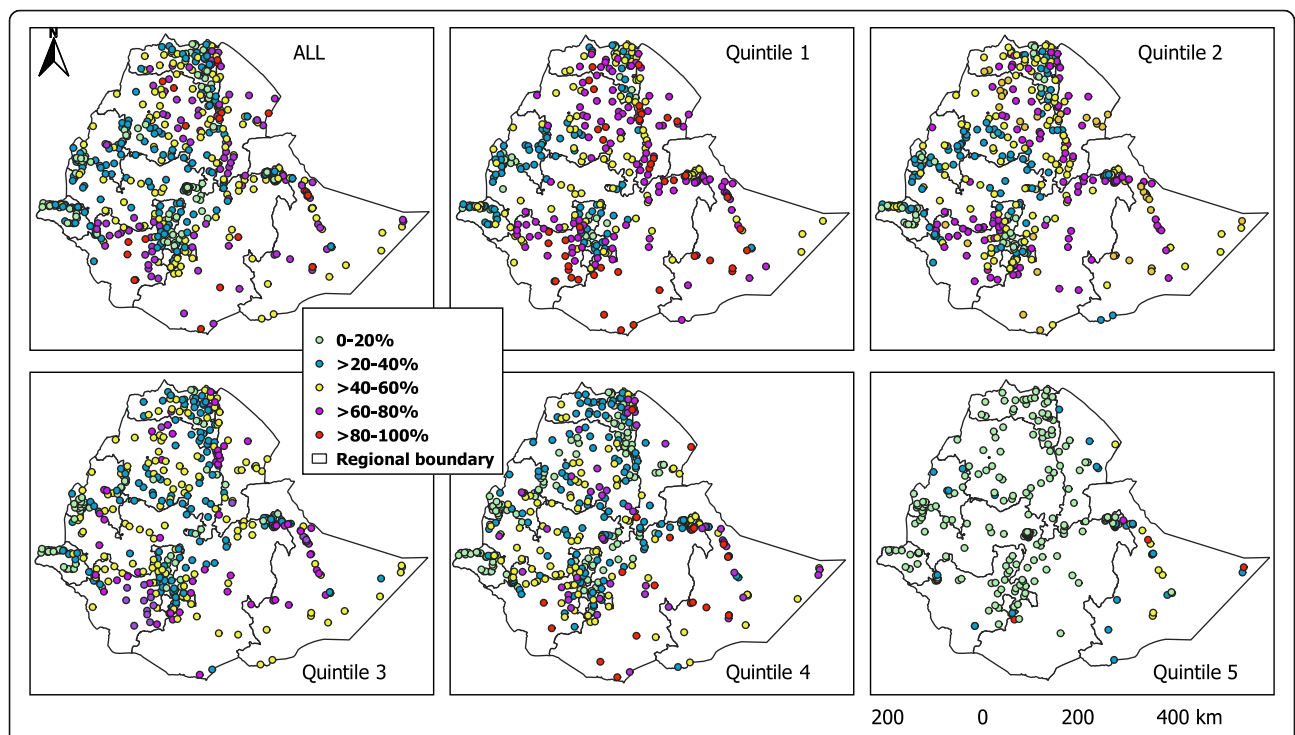 N
ALL
Quintile 1
Quintile 2
0-20%
>20-40%
>40-60%
>60-80%
>80-100%
Regional boundary
Quintile 3
Quintile 4
Quintile 5
200 0 200 400 km